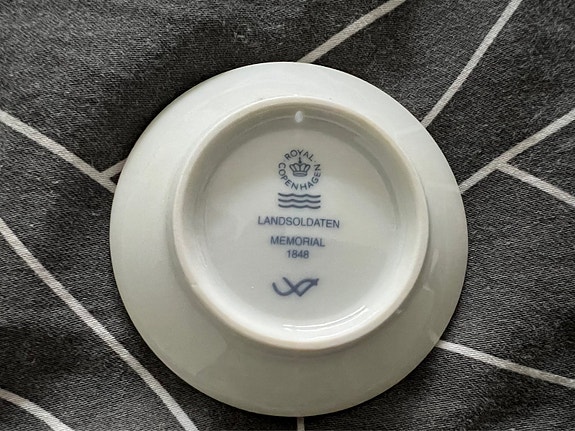 ROYAL
COPENHAGEN
LANDSOLDATEN
MEMORIAL
1848